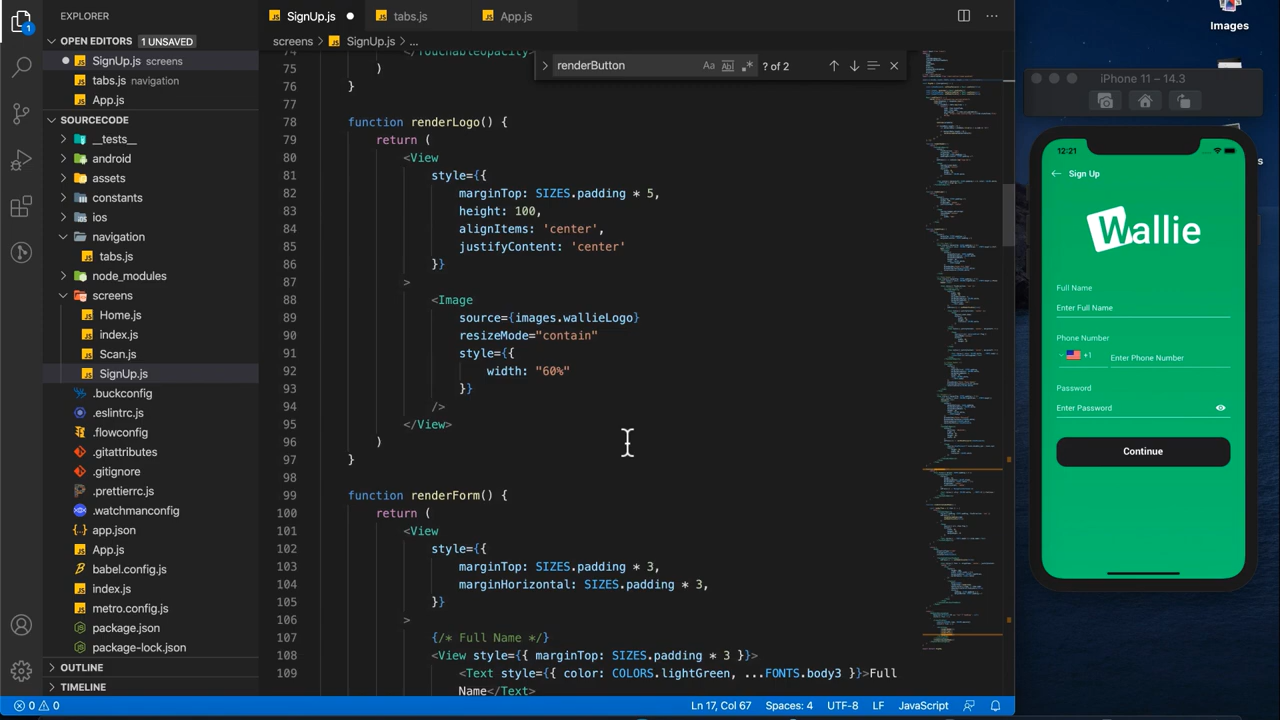 EXPLORER
SignUp.js
tabs.js
App.js
Images
OPEN EDITORS 1 UNSAVED
screens > SignUp.js > ...
SignUp.js screens
tabs.js navigation
App.js
SOURCECODE
__tests__
android
assets
constants
ios
navigation
tabs.js
node_modules
screens
Home.js
index.js
Scan.js
SignUp.js
.buckconfig
.eslintrc.js
.flowconfig
.gitattributes
.gitignore
.prettierrc.js
.watchmanconfig
app.json
App.js
babel.config.js
index.js
metro.config.js
package.json
package-lock.json
OUTLINE
TIMELINE
renderButton Aa ab ? of 2
74 </TouchableOpacity>
75 )
76 }
77
78 function renderLogo() {
79 return (
80 <View
81 style={{
82 marginTop: SIZES.padding * 5,
83 height: 100,
84 alignItems: 'center',
85 justifyContent: 'center'
86 }}
87 >
88 <Image
89 source={images.wallieLogo}
90 resizeMode="contain"
91 style={{
92 width: "60%"
93 }}
94 />
95 </View>
96 )
97 }
98
99 function renderForm() {
100 return (
101 <View
102 style={{
103 marginTop: SIZES.padding * 3,
104 marginHorizontal: SIZES.padding * 3,
105 }}
106 >
107 {/* Full Name */}
108 <View style={{ marginTop: SIZES.padding * 3 }}>
109 <Text style={{ color: COLORS.lightGreen, ...FONTS.body3 }}>Full
Name</Text>
0 0
Ln 17, Col 67 Spaces: 4 UTF-8 LF JavaScript
iPhone 11 – 14.3
12:21
Sign Up
Wallie
Full Name
Enter Full Name
Phone Number
+1 Enter Phone Number
Password
Enter Password
Continue